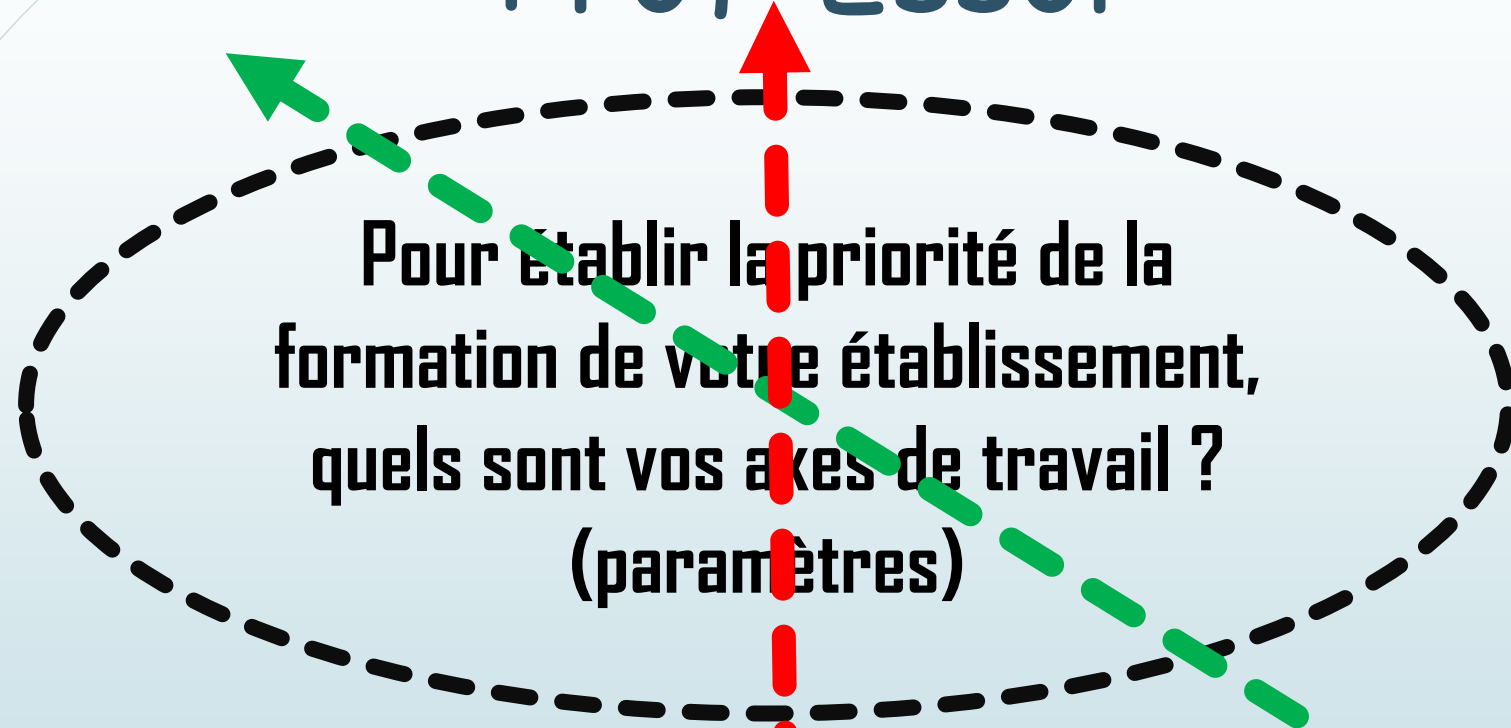 Pour établir la priorité de la
formation de votre établissement,
quels sont vos axes de travail ?
(paramètres)